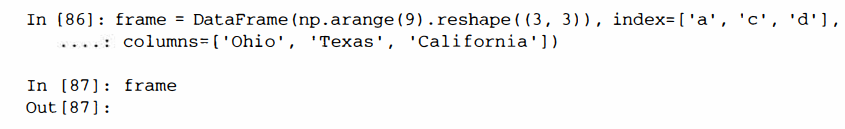 In [86]: frame = DataFrame(np.arange(9).reshape((3, 3)), index=['a', 'c', 'd'],
....: columns=['Ohio', 'Texas', 'California'])
In [87]: frame
Out[87]: